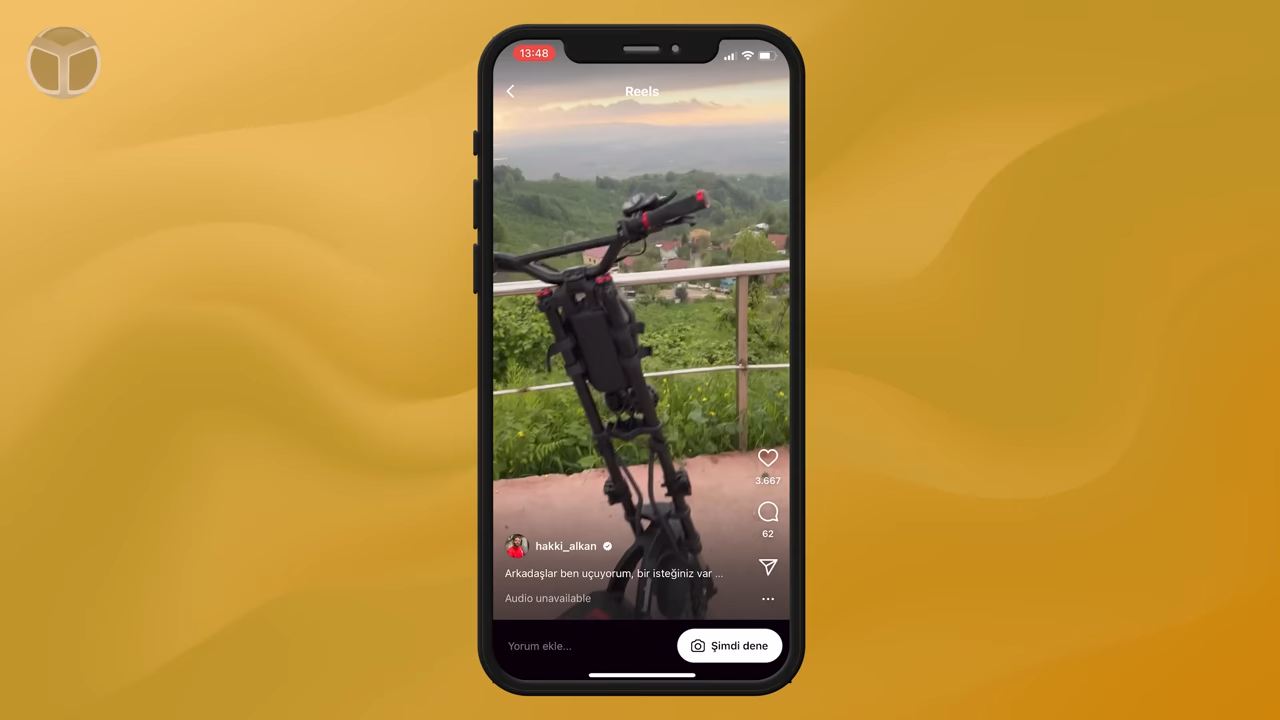 13:48
Reels
3.667
62
hakki_alkan
Arkadaşlar ben uçuyorum, bir isteğiniz var ...
Audio unavailable
Yorum ekle...
Şimdi dene